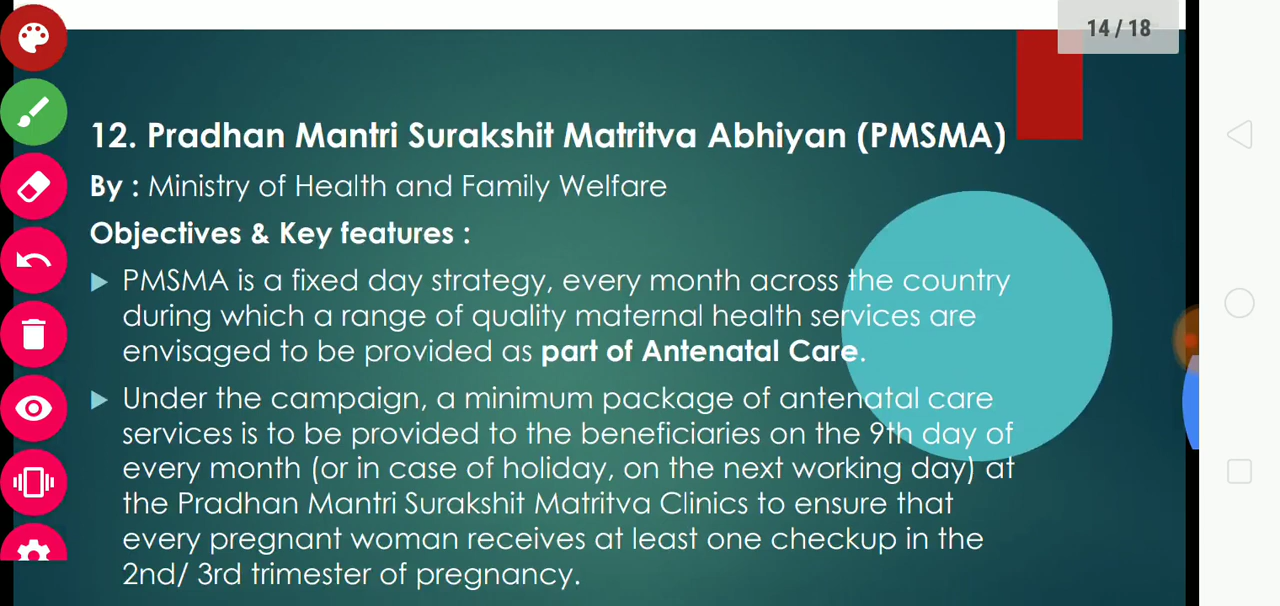 14 / 18
12. Pradhan Mantri Surakshit Matritva Abhiyan (PMSMA)
By : Ministry of Health and Family Welfare
Objectives & Key features :
PMSMA is a fixed day strategy, every month across the country
during which a range of quality maternal health services are
envisaged to be provided as part of Antenatal Care.
Under the campaign, a minimum package of antenatal care
services is to be provided to the beneficiaries on the 9th day of
every month (or in case of holiday, on the next working day) at
the Pradhan Mantri Surakshit Matritva Clinics to ensure that
every pregnant woman receives at least one checkup in the
2nd/ 3rd trimester of pregnancy.